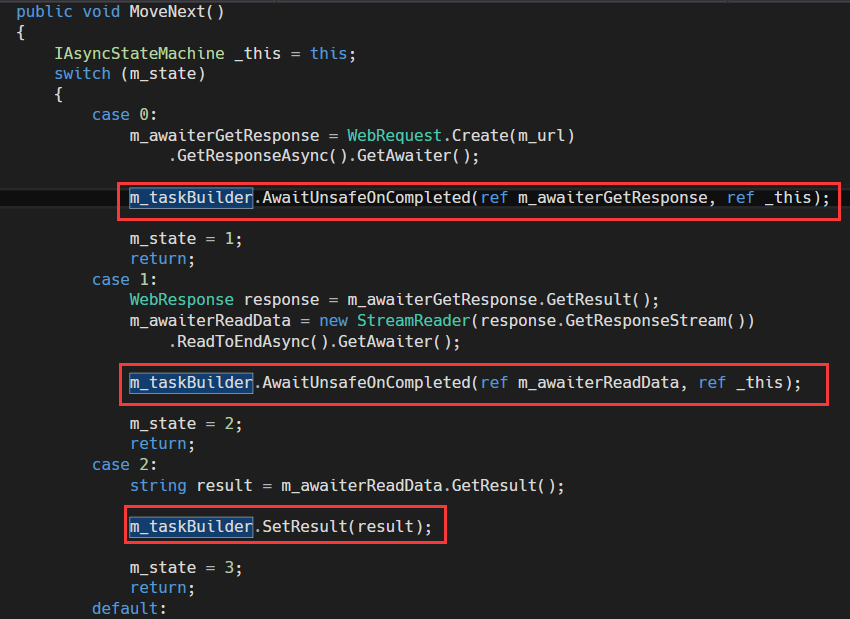 public void MoveNext()
{
    IAsyncStateMachine _this = this;
    switch (m_state)
    {
        case 0:
            m_awaiterGetResponse = WebRequest.Create(m_url)
                .GetResponseAsync().GetAwaiter();
            m_taskBuilder.AwaitUnsafeOnCompleted(ref m_awaiterGetResponse, ref _this);
            m_state = 1;
            return;
        case 1:
            WebResponse response = m_awaiterGetResponse.GetResult();
            m_awaiterReadData = new StreamReader(response.GetResponseStream())
                .ReadToEndAsync().GetAwaiter();
            m_taskBuilder.AwaitUnsafeOnCompleted(ref m_awaiterReadData, ref _this);
            m_state = 2;
            return;
        case 2:
            string result = m_awaiterReadData.GetResult();
            m_taskBuilder.SetResult(result);
            m_state = 3;
            return;
        default: